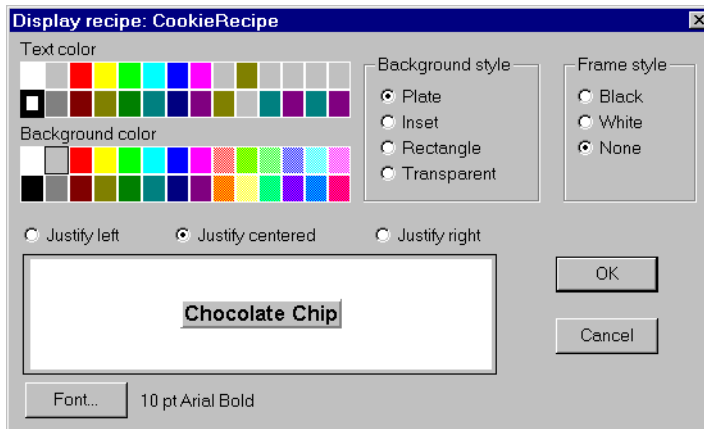 Display recipe: CookieRecipe
Text color
Background color
Background style
Plate
Inset
Rectangle
Transparent
Frame style
Black
White
None
Justify left
Justify centered
Justify right
Chocolate Chip
OK
Cancel
Font...
10 pt Arial Bold